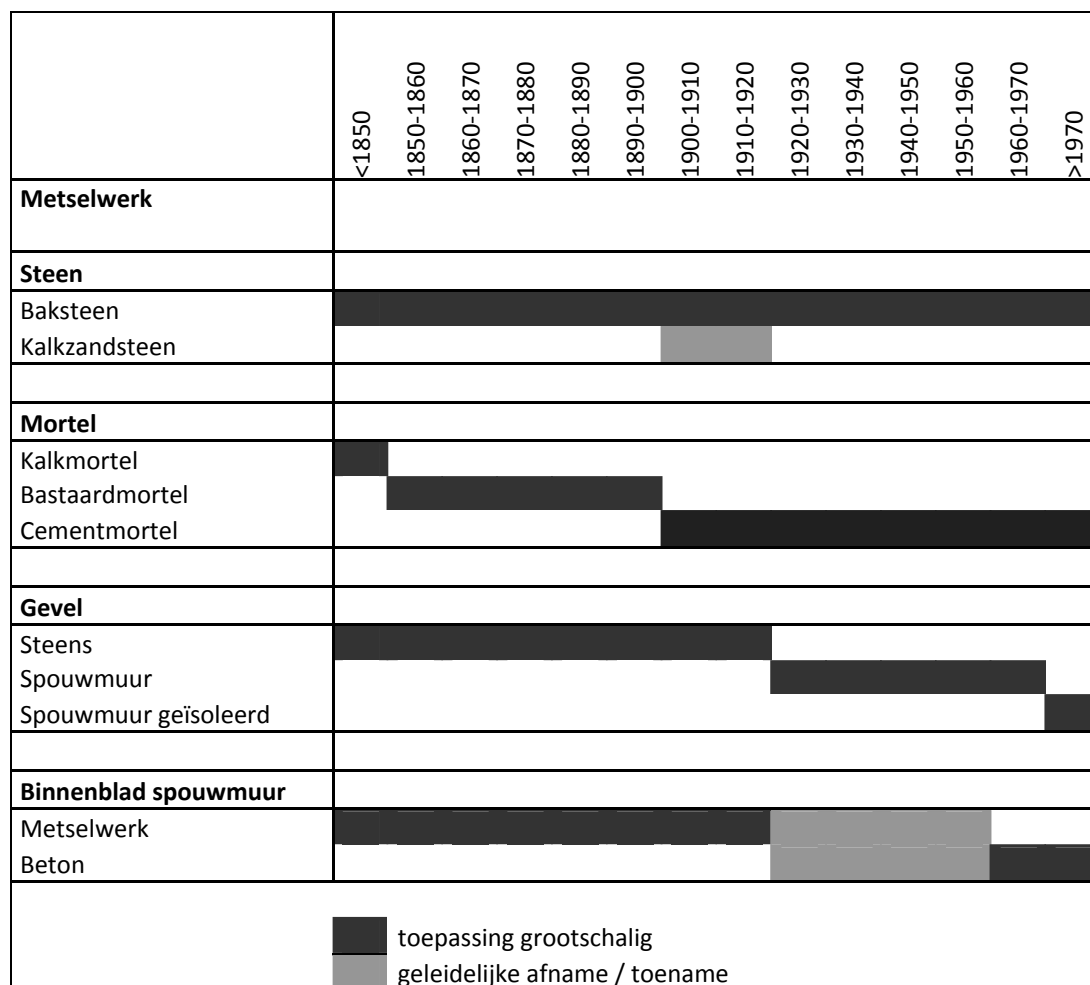 <1850
1850-1860
1860-1870
1870-1880
1880-1890
1890-1900
1900-1910
1910-1920
1920-1930
1930-1940
1940-1950
1950-1960
1960-1970
>1970
Metselwerk
Steen
Baksteen
Kalkzandsteen
Mortel
Kalkmortel
Bastaardmortel
Cementmortel
Gevel
Steens
Spouwmuur
Spouwmuur geïsoleerd
Binnenblad spouwmuur
Metselwerk
Beton
toepassing grootschalig
geleidelijke afname / toename